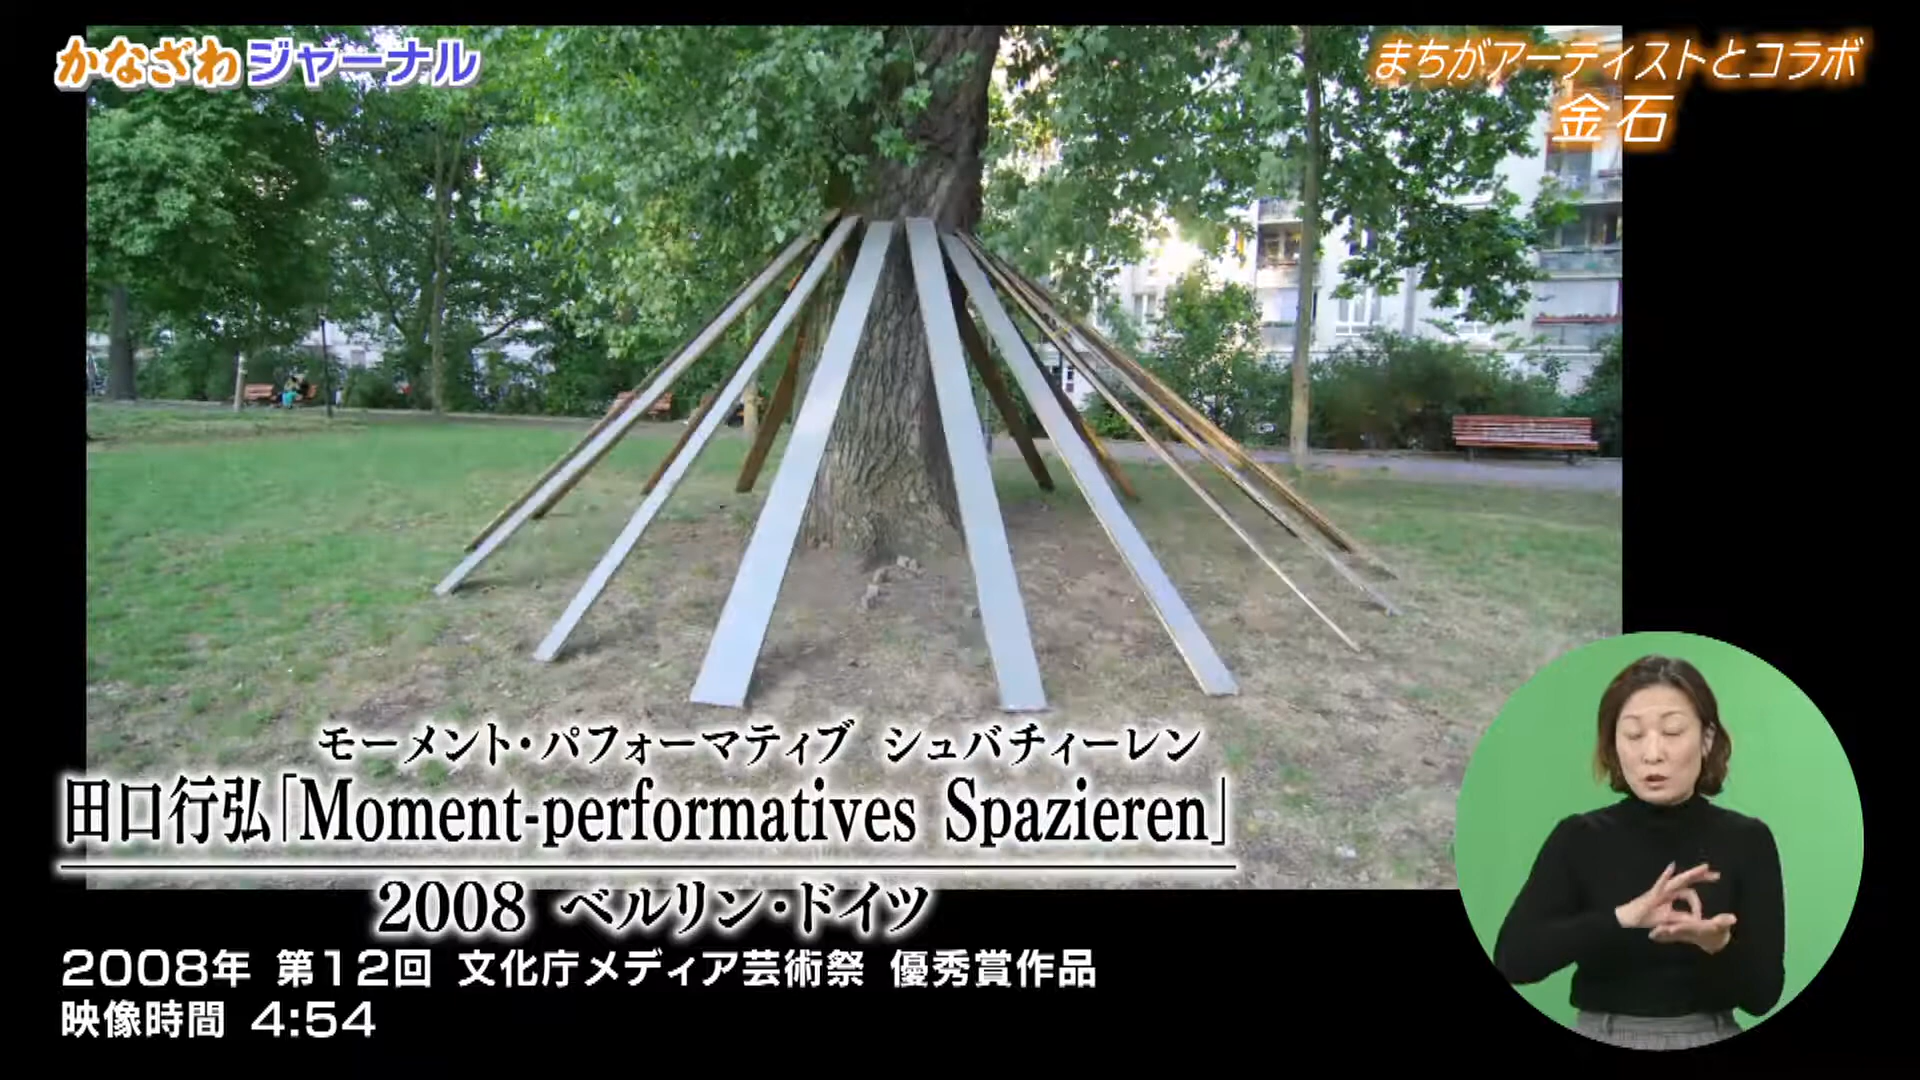 かなざわジャーナル
まちがアーティストとコラボ
金石
モーメント・パフォーマティブ シュバチィーレン
田口行弘「Moment-performatives Spazieren」
2008 ベルリン・ドイツ
2008年 第12回 文化庁メディア芸術祭 優秀賞作品
映像時間 4:54